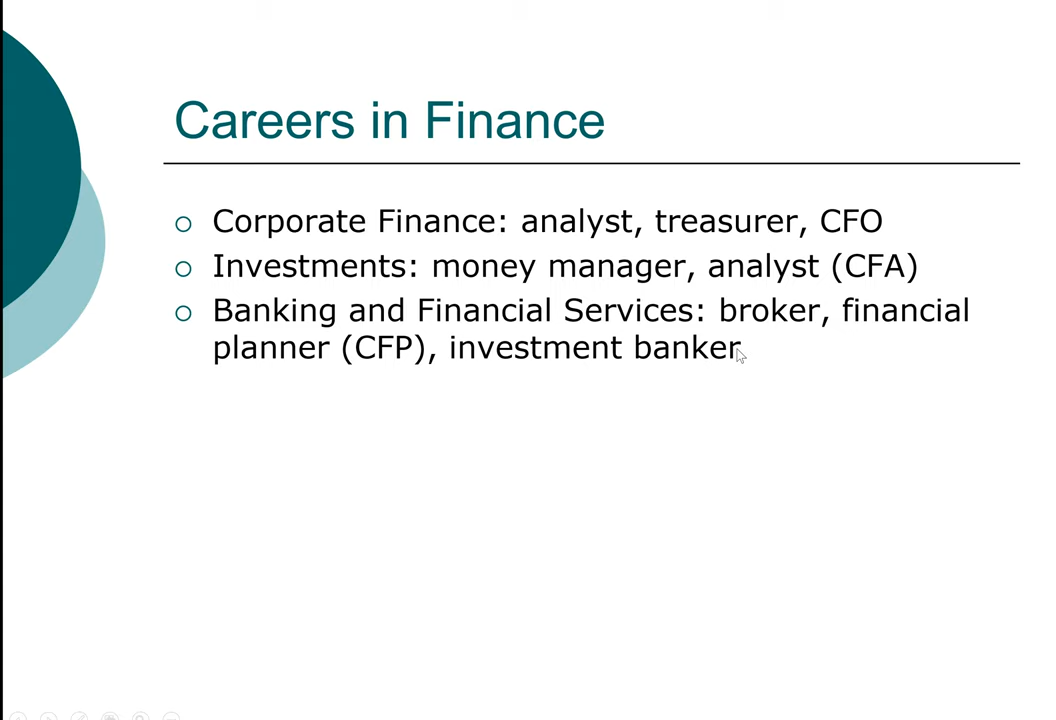 Careers in Finance
Corporate Finance: analyst, treasurer, CFO
Investments: money manager, analyst (CFA)
Banking and Financial Services: broker, financial
planner (CFP), investment banker